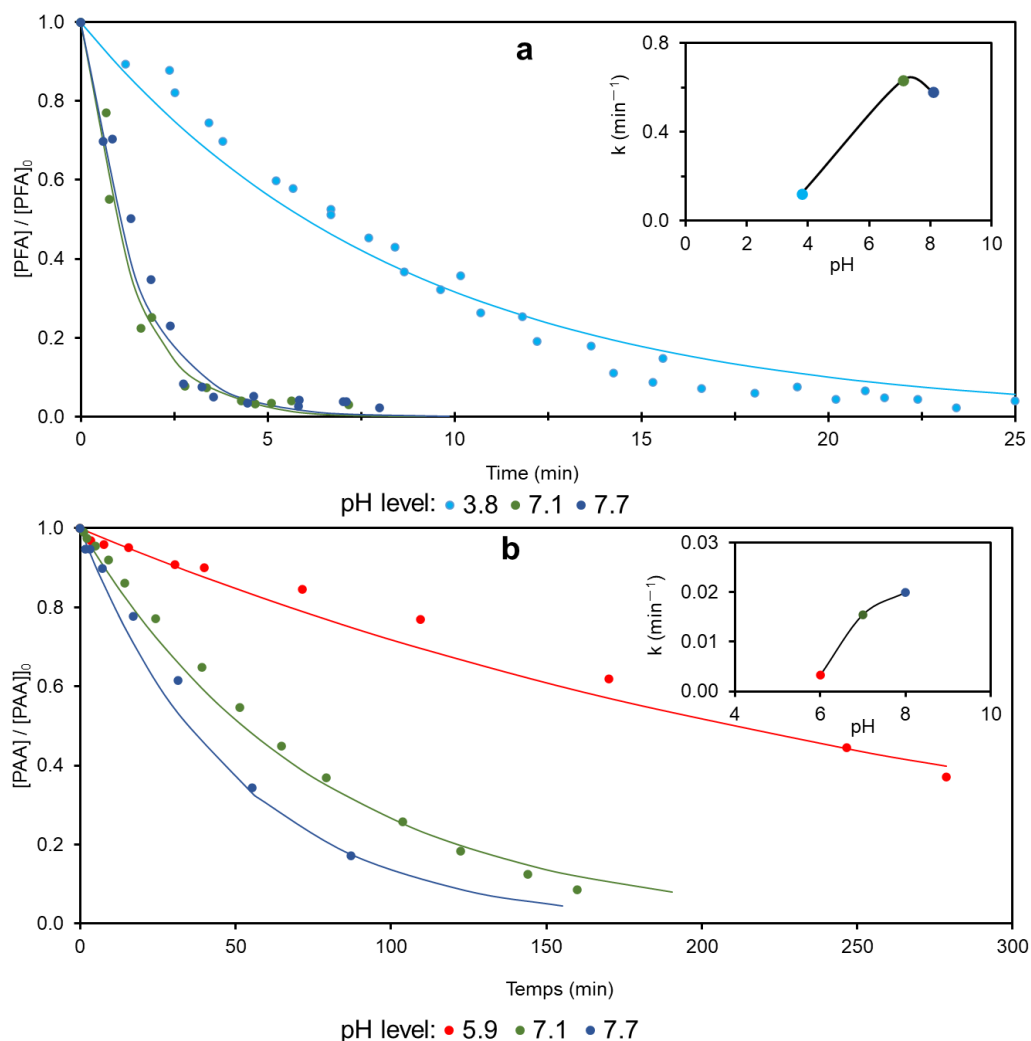 a
1.0
0.8
0.6
0.4
0.2
0.0
[PFA] / [PFA]₀
0 5 10 15 20 25
Time (min)
0.8
0.4
0.0
k (min⁻¹)
0 2 4 6 8 10
pH
pH level: 3.8 7.1 7.7
b
1.0
0.8
0.6
0.4
0.2
0.0
[PAA] / [PAA]]₀
0 50 100 150 200 250 300
Temps (min)
0.03
0.02
0.01
0.00
k (min⁻¹)
4 6 8 10
pH
pH level: 5.9 7.1 7.7